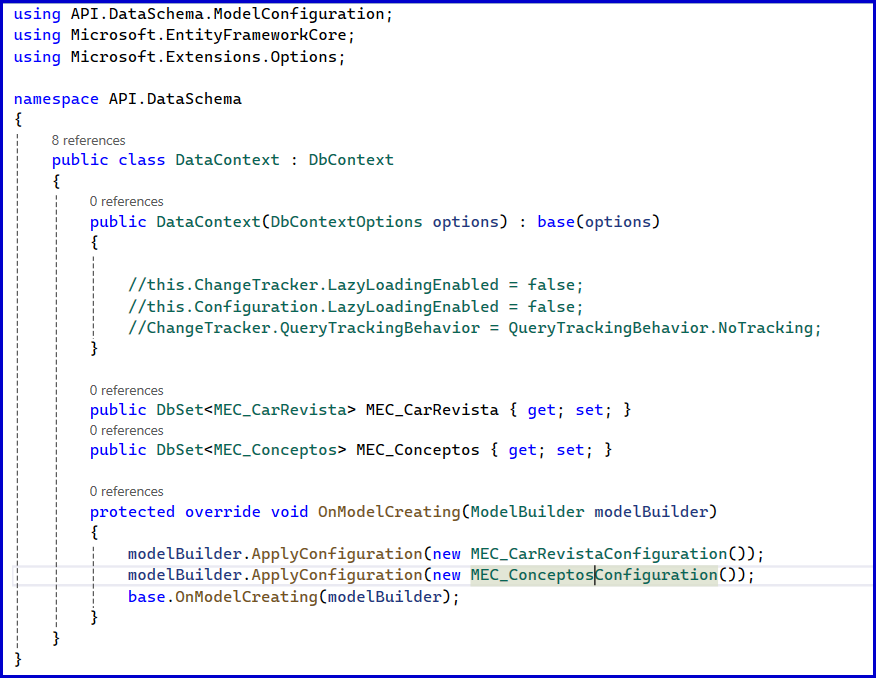 using API.DataSchema.ModelConfiguration;
using Microsoft.EntityFrameworkCore;
using Microsoft.Extensions.Options;
namespace API.DataSchema
{
8 references
public class DataContext : DbContext
{
0 references
public DataContext(DbContextOptions options) : base(options)
{
//this.ChangeTracker.LazyLoadingEnabled = false;
//this.Configuration.LazyLoadingEnabled = false;
//ChangeTracker.QueryTrackingBehavior = QueryTrackingBehavior.NoTracking;
}
0 references
public DbSet<MEC_CarRevista> MEC_CarRevista { get; set; }
0 references
public DbSet<MEC_Conceptos> MEC_Conceptos { get; set; }
0 references
protected override void OnModelCreating(ModelBuilder modelBuilder)
{
modelBuilder.ApplyConfiguration(new MEC_CarRevistaConfiguration());
modelBuilder.ApplyConfiguration(new MEC_ConceptosConfiguration());
base.OnModelCreating(modelBuilder);
}
}
}